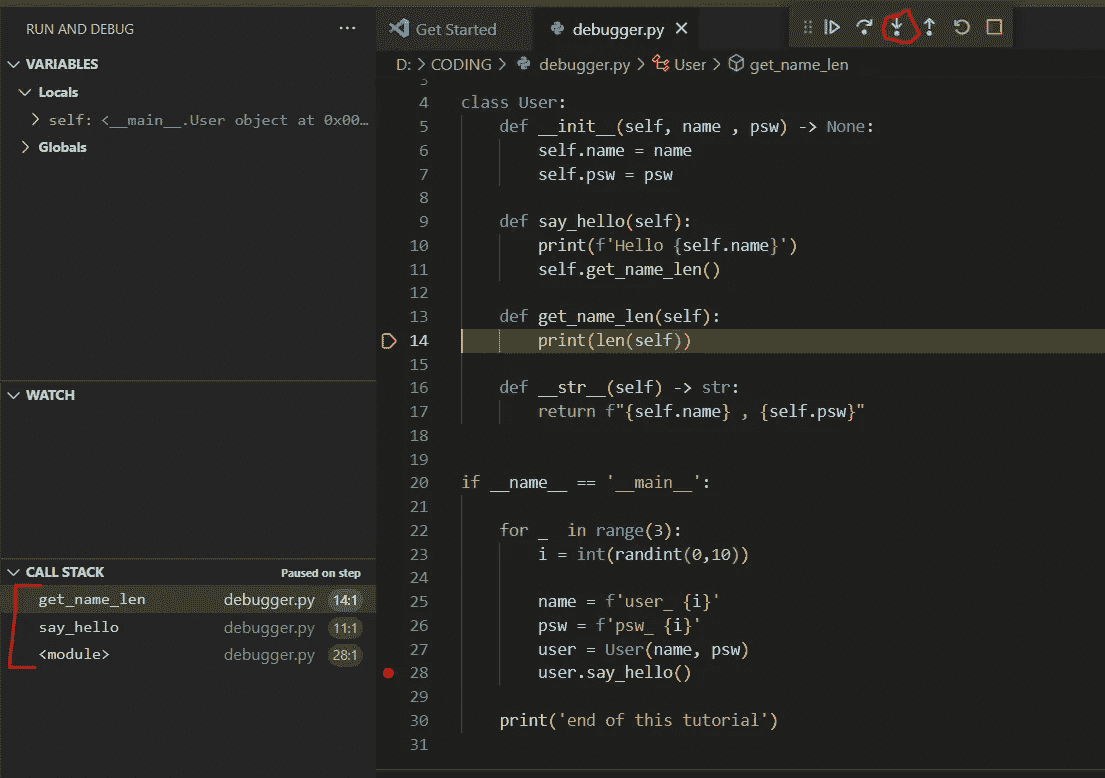 RUN AND DEBUG ...
VARIABLES
Locals
self: <__main__.User object at 0x00...
Globals
WATCH
CALL STACK Paused on step
get_name_len debugger.py 14:1
say_hello debugger.py 11:1
<module> debugger.py 28:1
Get Started debugger.py
D: > CODING > debugger.py > User > get_name_len
3
4 class User:
5     def __init__(self, name , psw) -> None:
6         self.name = name
7         self.psw = psw
8
9     def say_hello(self):
10         print(f'Hello {self.name}')
11         self.get_name_len()
12
13     def get_name_len(self):
14         print(len(self))
15
16     def __str__(self) -> str:
17         return f"{self.name} , {self.psw}"
18
19
20 if __name__ == '__main__':
21
22     for _  in range(3):
23         i = int(randint(0,10))
24
25         name = f'user_ {i}'
26         psw = f'psw_ {i}'
27         user = User(name, psw)
28         user.say_hello()
29
30     print('end of this tutorial')
31